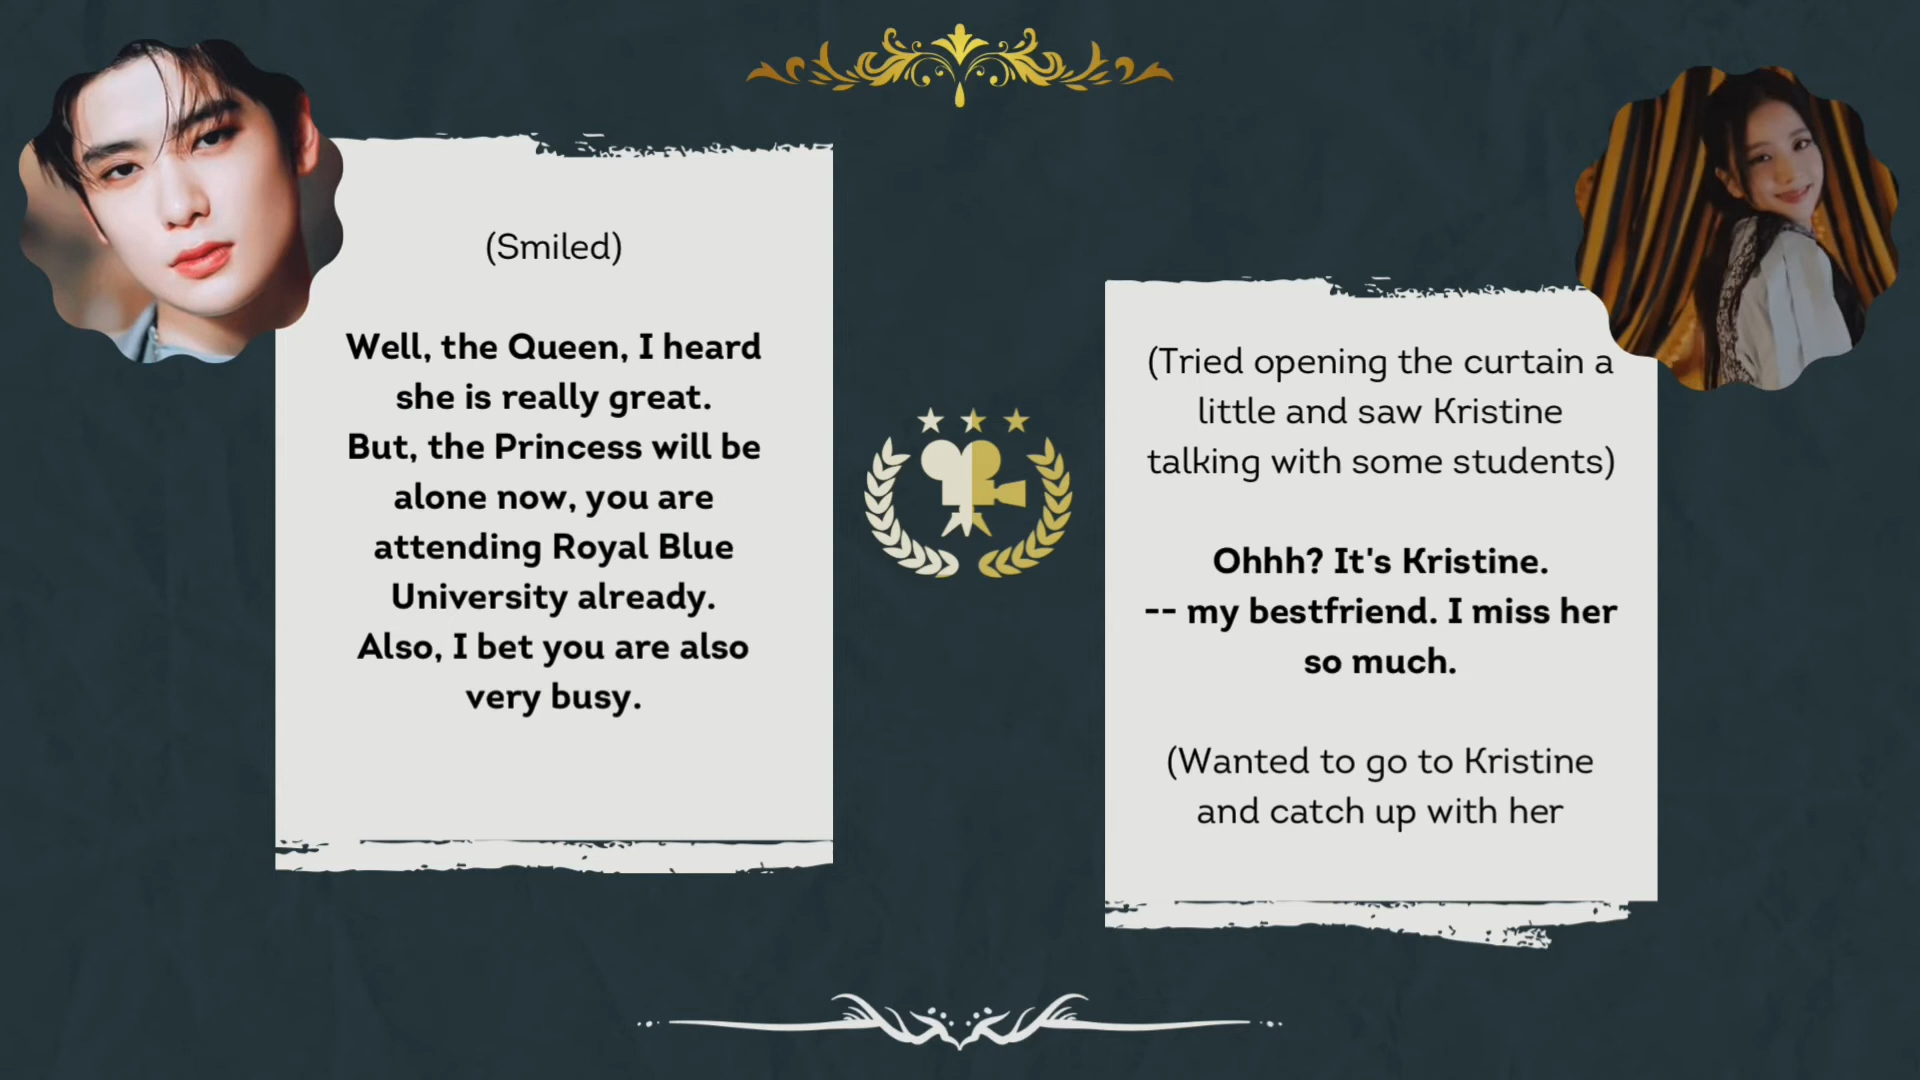 (Smiled)
Well, the Queen, I heard
she is really great.
But, the Princess will be
alone now, you are
attending Royal Blue
University already.
Also, I bet you are also
very busy.
(Tried opening the curtain a
little and saw Kristine
talking with some students)
Ohhh? It's Kristine.
-- my bestfriend. I miss her
so much.
(Wanted to go to Kristine
and catch up with her